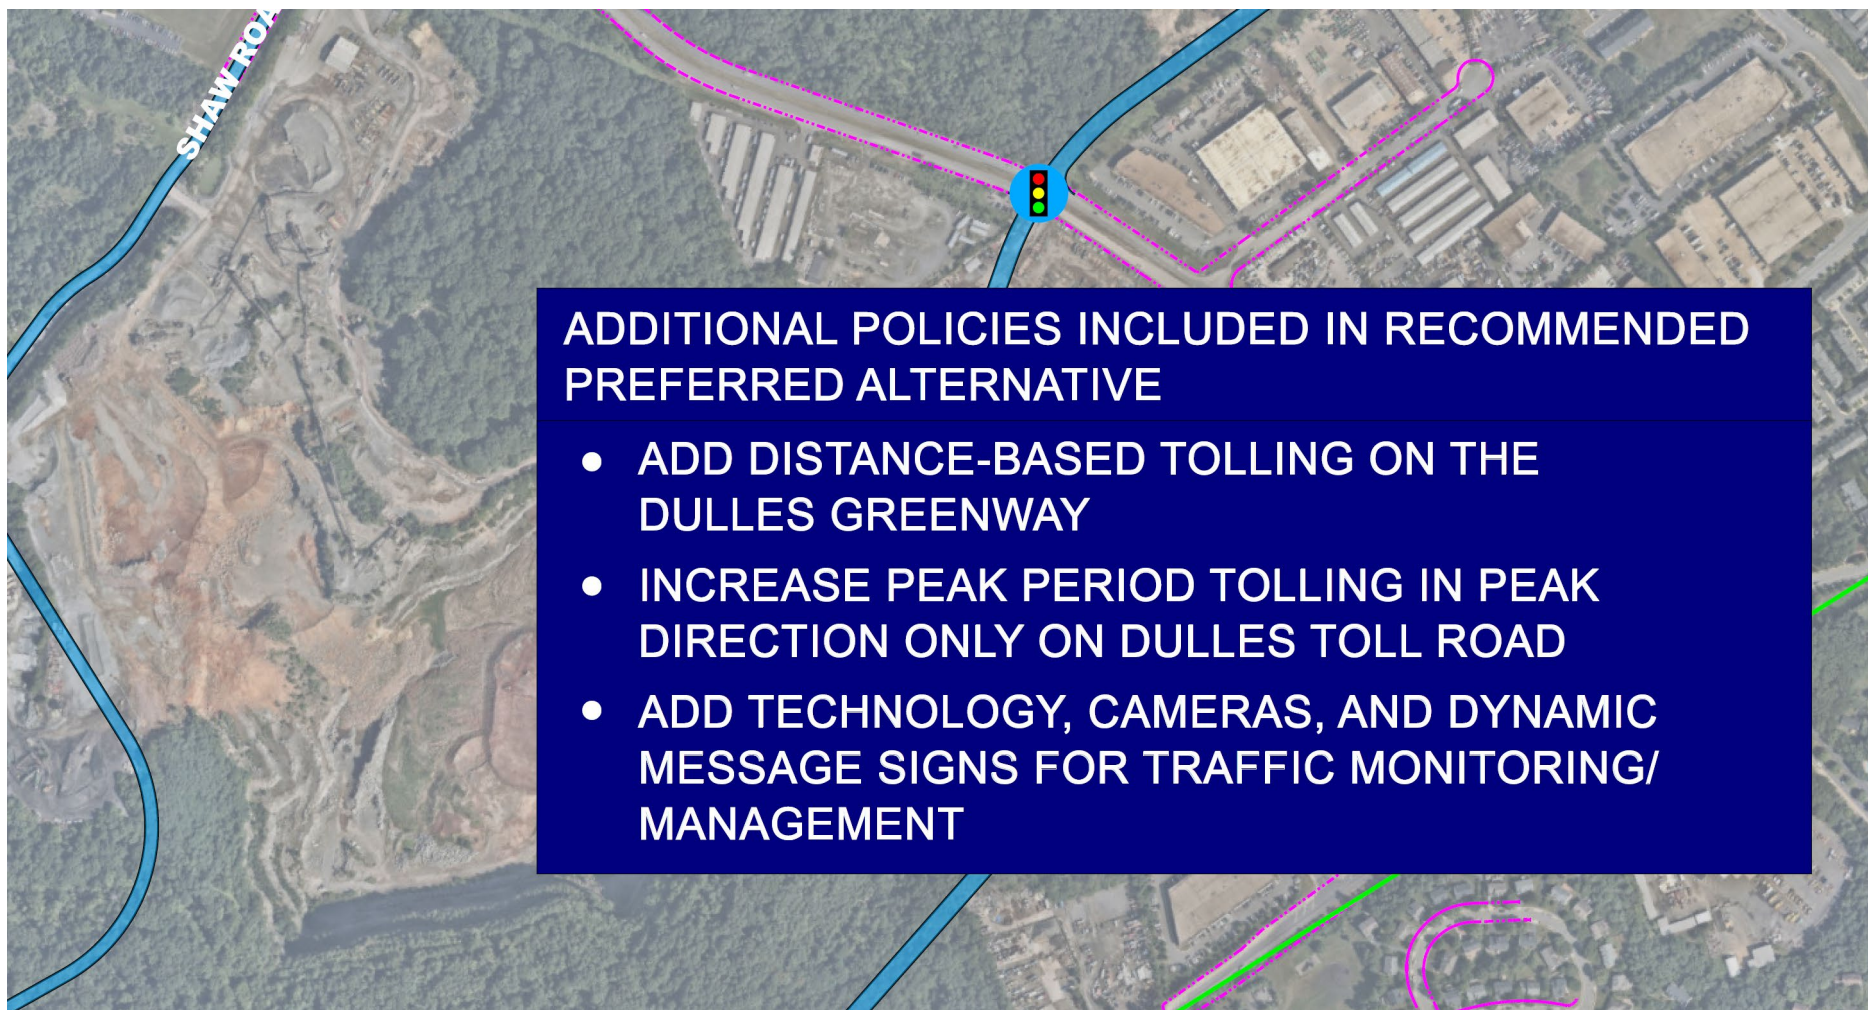 SHAW ROA
ADDITIONAL POLICIES INCLUDED IN RECOMMENDED
PREFERRED ALTERNATIVE
● ADD DISTANCE-BASED TOLLING ON THE
DULLES GREENWAY
● INCREASE PEAK PERIOD TOLLING IN PEAK
DIRECTION ONLY ON DULLES TOLL ROAD
● ADD TECHNOLOGY, CAMERAS, AND DYNAMIC
MESSAGE SIGNS FOR TRAFFIC MONITORING/
MANAGEMENT